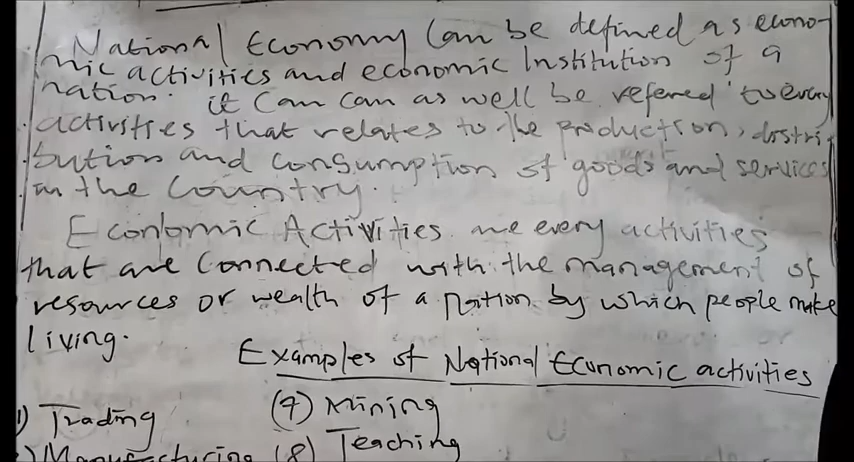 National Economy Can be defined as econo-
mic activities and economic Institution of a
nation. it Can can as well be refered to every
activities that relates to the production, distri-
bution and consumption of goods and services
in the Country.
Economic Activities are every activities
that are Connected with the management of
resources or wealth of a nation by which people make
living.
Examples of National Economic activities
1) Trading (7) Mining
2) Manufacturing (8) Teaching